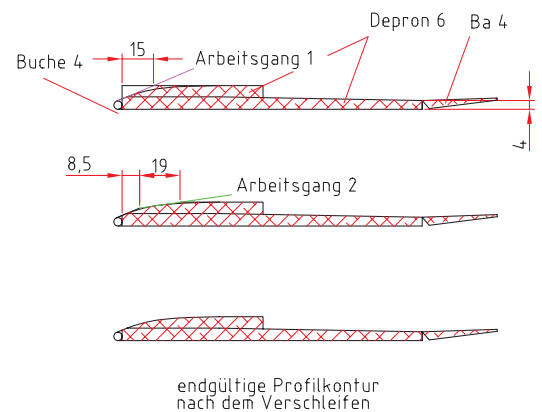 Depron 6
Ba 4
15
Arbeitsgang 1
Buche 4
4
8,5
19
Arbeitsgang 2
endgültige Profilkontur
nach dem Verschleifen